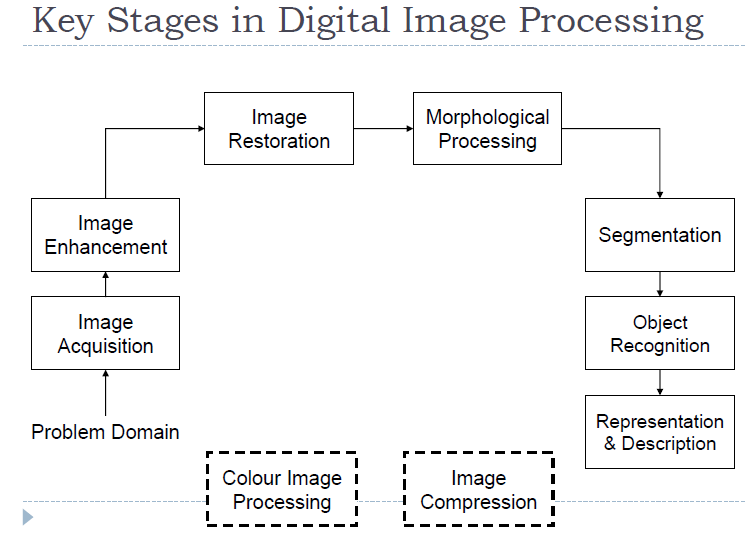 Key Stages in Digital Image Processing
Image
Restoration
Morphological
Processing
Image
Enhancement
Segmentation
Image
Acquisition
Object
Recognition
Problem Domain
Representation
& Description
Colour Image
Processing
Image
Compression